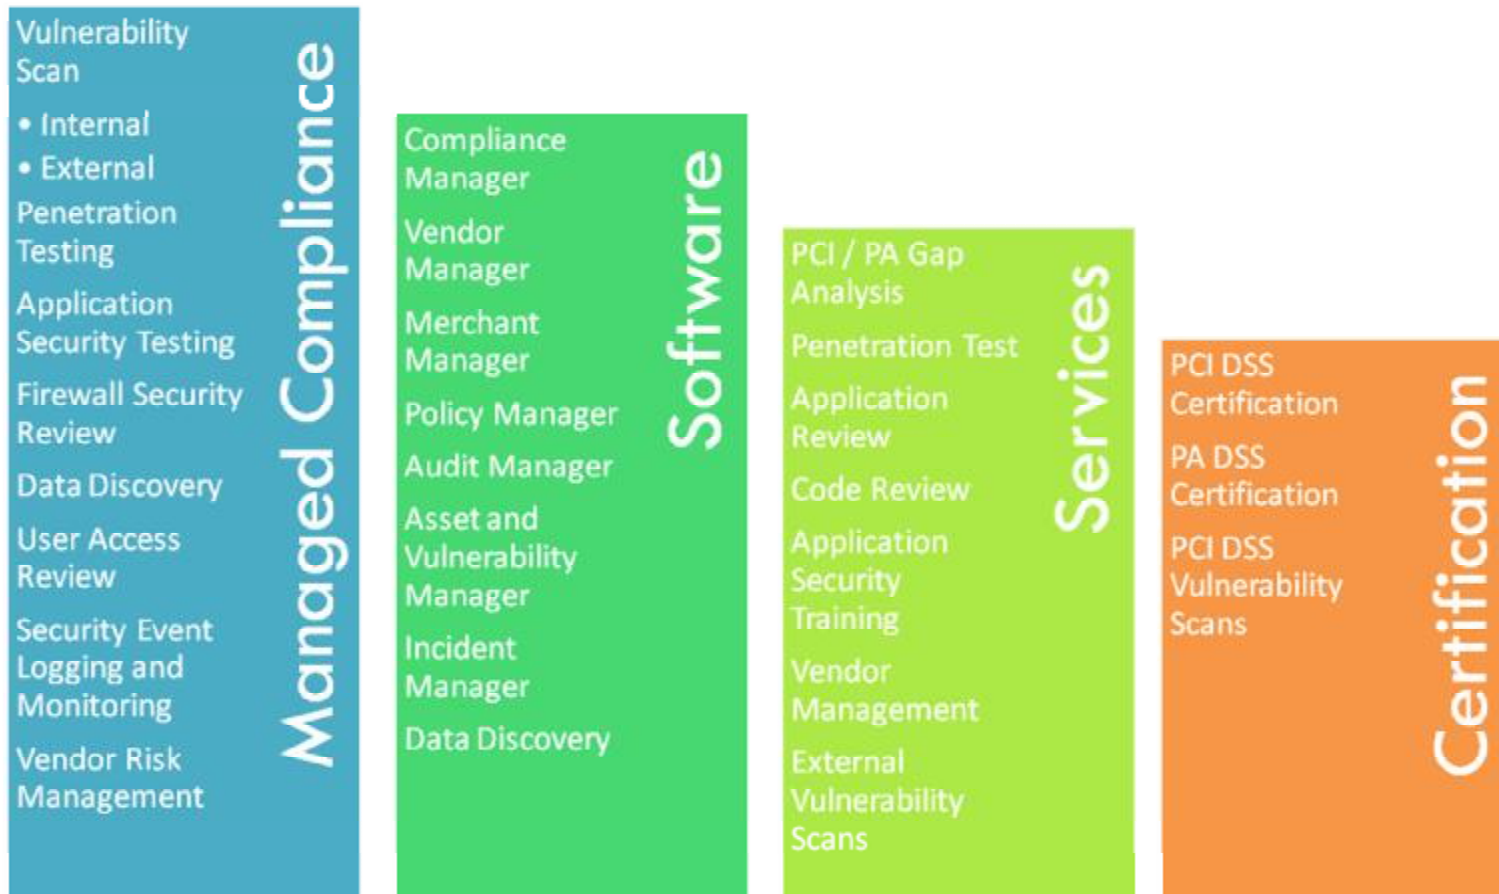 Vulnerability
Scan
• Internal
• External
Penetration
Testing
Application
Security Testing
Firewall Security
Review
Data Discovery
User Access
Review
Security Event
Logging and
Monitoring
Vendor Risk
Management
Managed Compliance
Compliance
Manager
Vendor
Manager
Merchant
Manager
Policy Manager
Audit Manager
Asset and
Vulnerability
Manager
Incident
Manager
Data Discovery
Software
PCI / PA Gap
Analysis
Penetration Test
Application
Review
Code Review
Application
Security
Training
Vendor
Management
External
Vulnerability
Scans
Services
PCI DSS
Certification
PA DSS
Certification
PCI DSS
Vulnerability
Scans
Certification